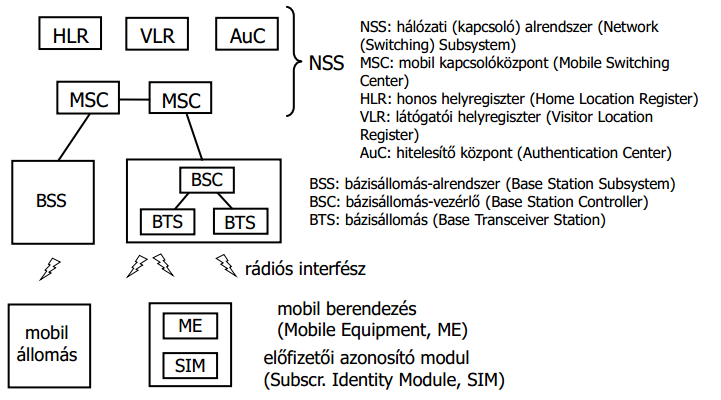 HLR VLR AuC
NSS
NSS: hálózati (kapcsoló) alrendszer (Network
(Switching) Subsystem)
MSC: mobil kapcsolóközpont (Mobile Switching
Center)
HLR: honos helyregiszter (Home Location Register)
VLR: látógatói helyregiszter (Visitor Location
Register)
AuC: hitelesítő központ (Authentication Center)
MSC MSC
BSS
BSC
BTS BTS
BSS: bázisállomás-alrendszer (Base Station Subsystem)
BSC: bázisállomás-vezérlő (Base Station Controller)
BTS: bázisállomás (Base Transceiver Station)
rádiós interfész
mobil
állomás
ME
SIM
mobil berendezés
(Mobile Equipment, ME)
előfizetői azonosító modul
(Subscr. Identity Module, SIM)